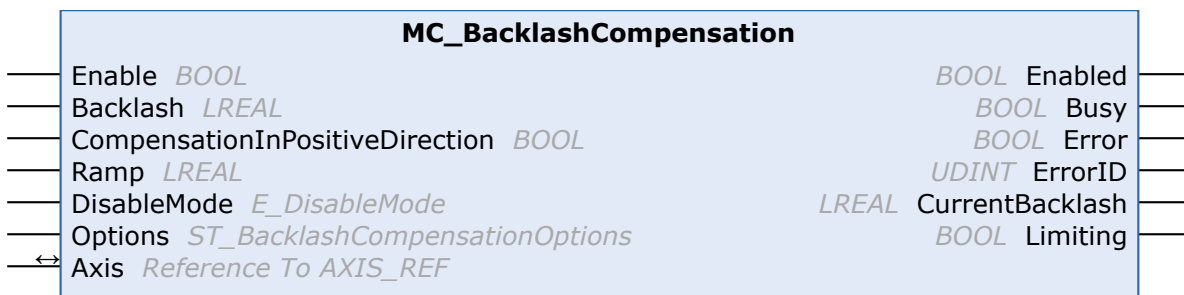 MC_BacklashCompensation
Enable BOOL BOOL Enabled
Backlash LREAL BOOL Busy
CompensationInPositiveDirection BOOL BOOL Error
Ramp LREAL UDINT ErrorID
DisableMode E_DisableMode LREAL CurrentBacklash
Options ST_BacklashCompensationOptions BOOL Limiting
↔ Axis Reference To AXIS_REF